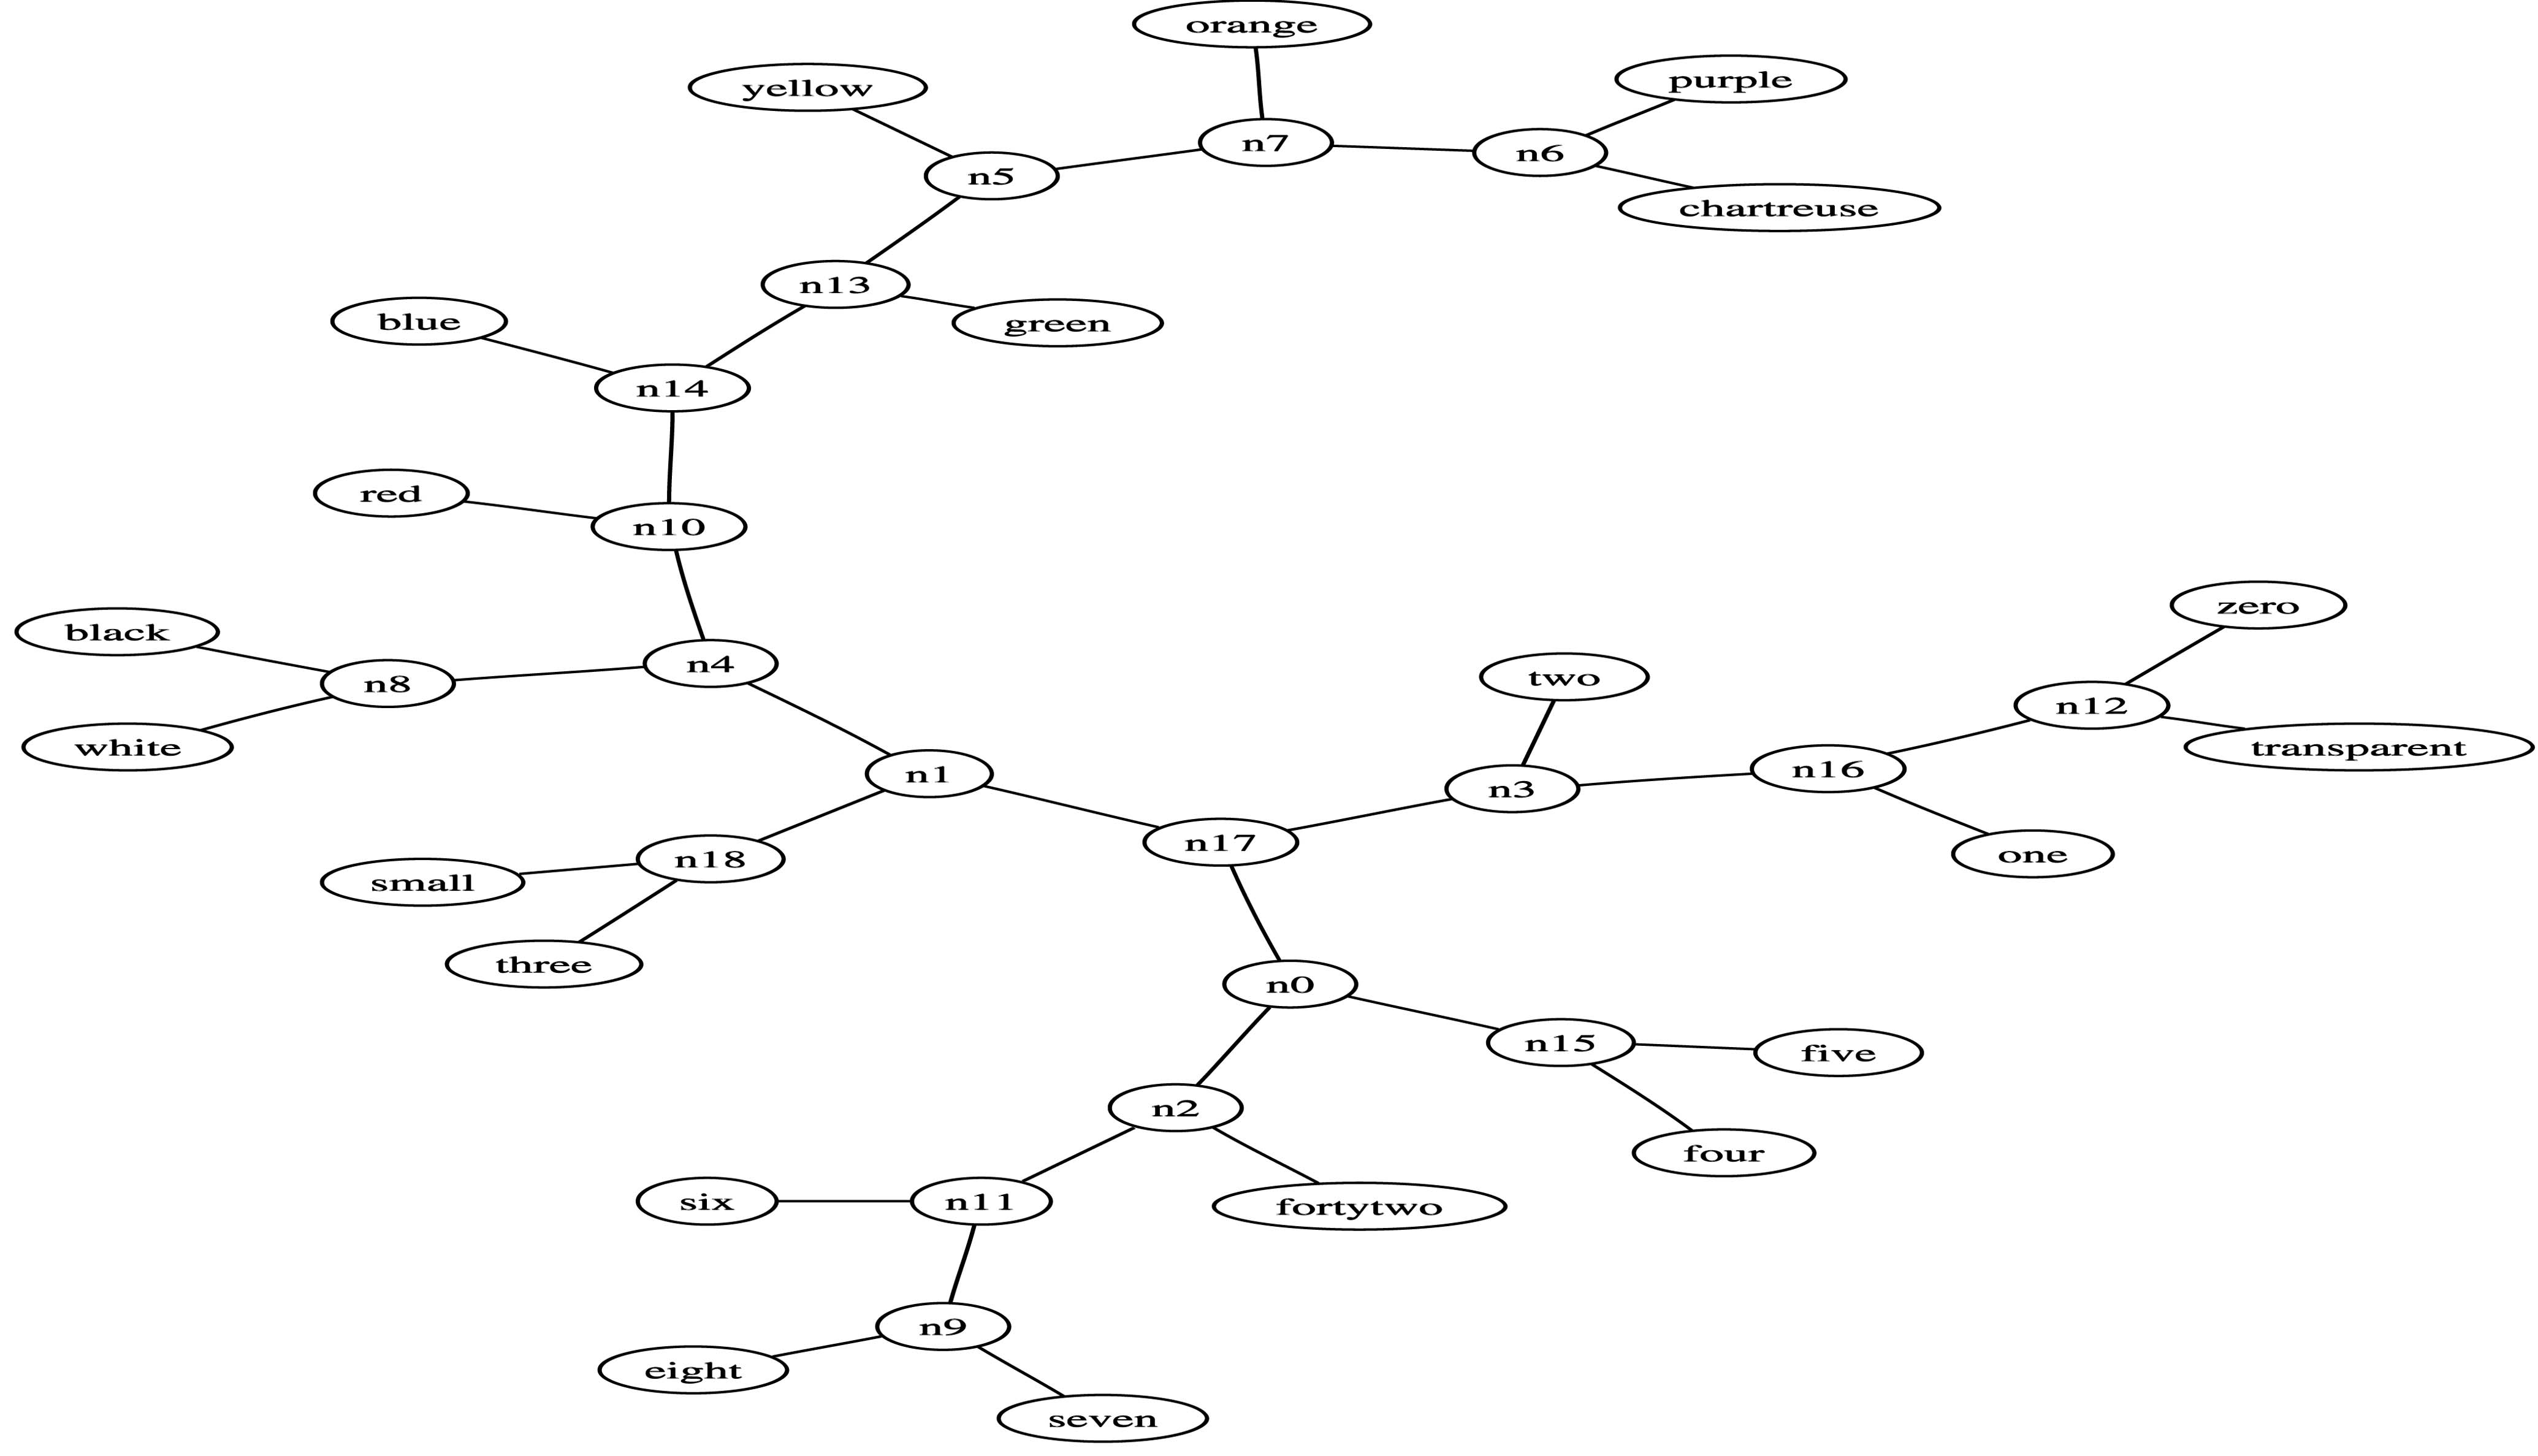 orange
purple
yellow
n7
n6
n5
chartreuse
n13
blue
green
n14
red
n10
zero
black
n4
two
n8
n12
white
transparent
n1
n16
n3
n17
one
n18
small
three
n0
n15
five
n2
four
six
n11
fortytwo
n9
eight
seven